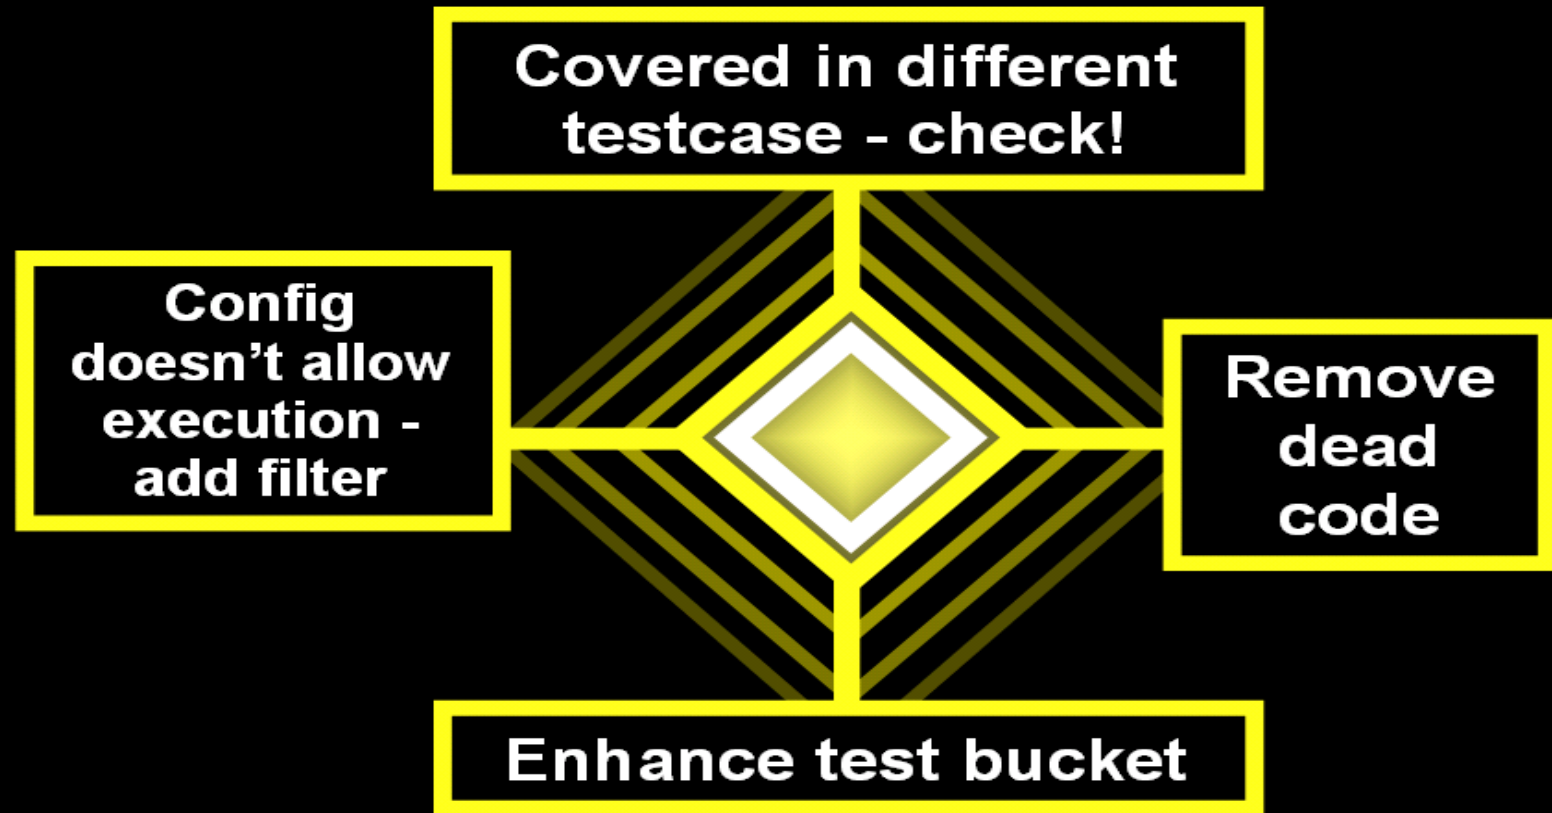 Covered in different
testcase - check!
Config
doesn’t allow
execution -
add filter
Remove
dead
code
Enhance test bucket